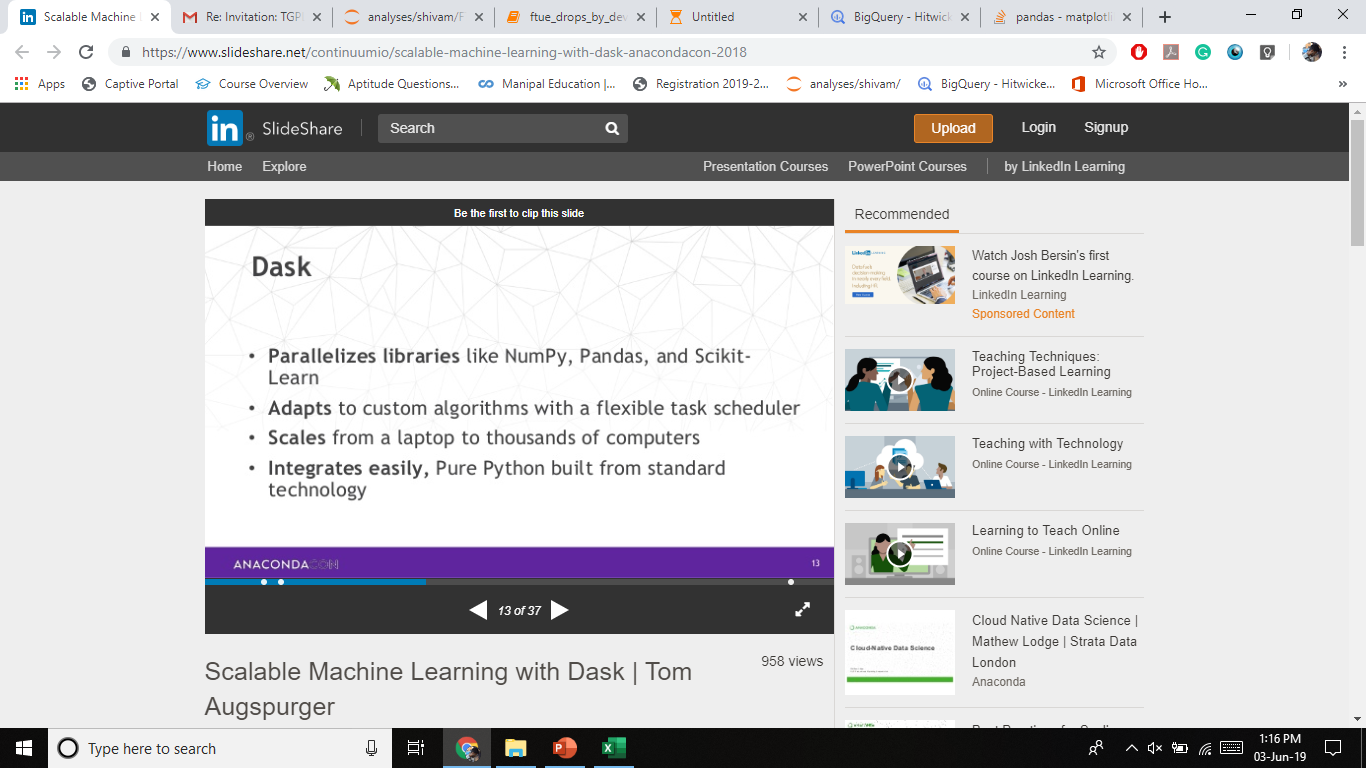 Scalable Machine
Re: Invitation: TGP
analyses/shivam/F
ftue_drops_by_de
Untitled
BigQuery - Hitwic
pandas - matplotl
https://www.slideshare.net/continuumio/scalable-machine-learning-with-dask-anacondacon-2018
Apps
Captive Portal
Course Overview
Aptitude Questions...
Manipal Education |...
Registration 2019-2...
analyses/shivam/
BigQuery - Hitwicke...
Microsoft Office Ho...
»
in® SlideShare
Search
Upload
Login
Signup
Home
Explore
Presentation Courses
PowerPoint Courses
by LinkedIn Learning
Be the first to clip this slide
Dask
• Parallelizes libraries like NumPy, Pandas, and Scikit-
Learn
• Adapts to custom algorithms with a flexible task scheduler
• Scales from a laptop to thousands of computers
• Integrates easily, Pure Python built from standard
technology
ANACONDACON
13
13 of 37
Scalable Machine Learning with Dask | Tom
Augspurger
958 views
Recommended
Watch Josh Bersin's first
course on LinkedIn Learning.
LinkedIn Learning
Sponsored Content
Teaching Techniques:
Project-Based Learning
Online Course - LinkedIn Learning
Teaching with Technology
Online Course - LinkedIn Learning
Learning to Teach Online
Online Course - LinkedIn Learning
Cloud-Native Data Science
Cloud Native Data Science |
Mathew Lodge | Strata Data
London
Anaconda
Type here to search
1:16 PM
03-Jun-19